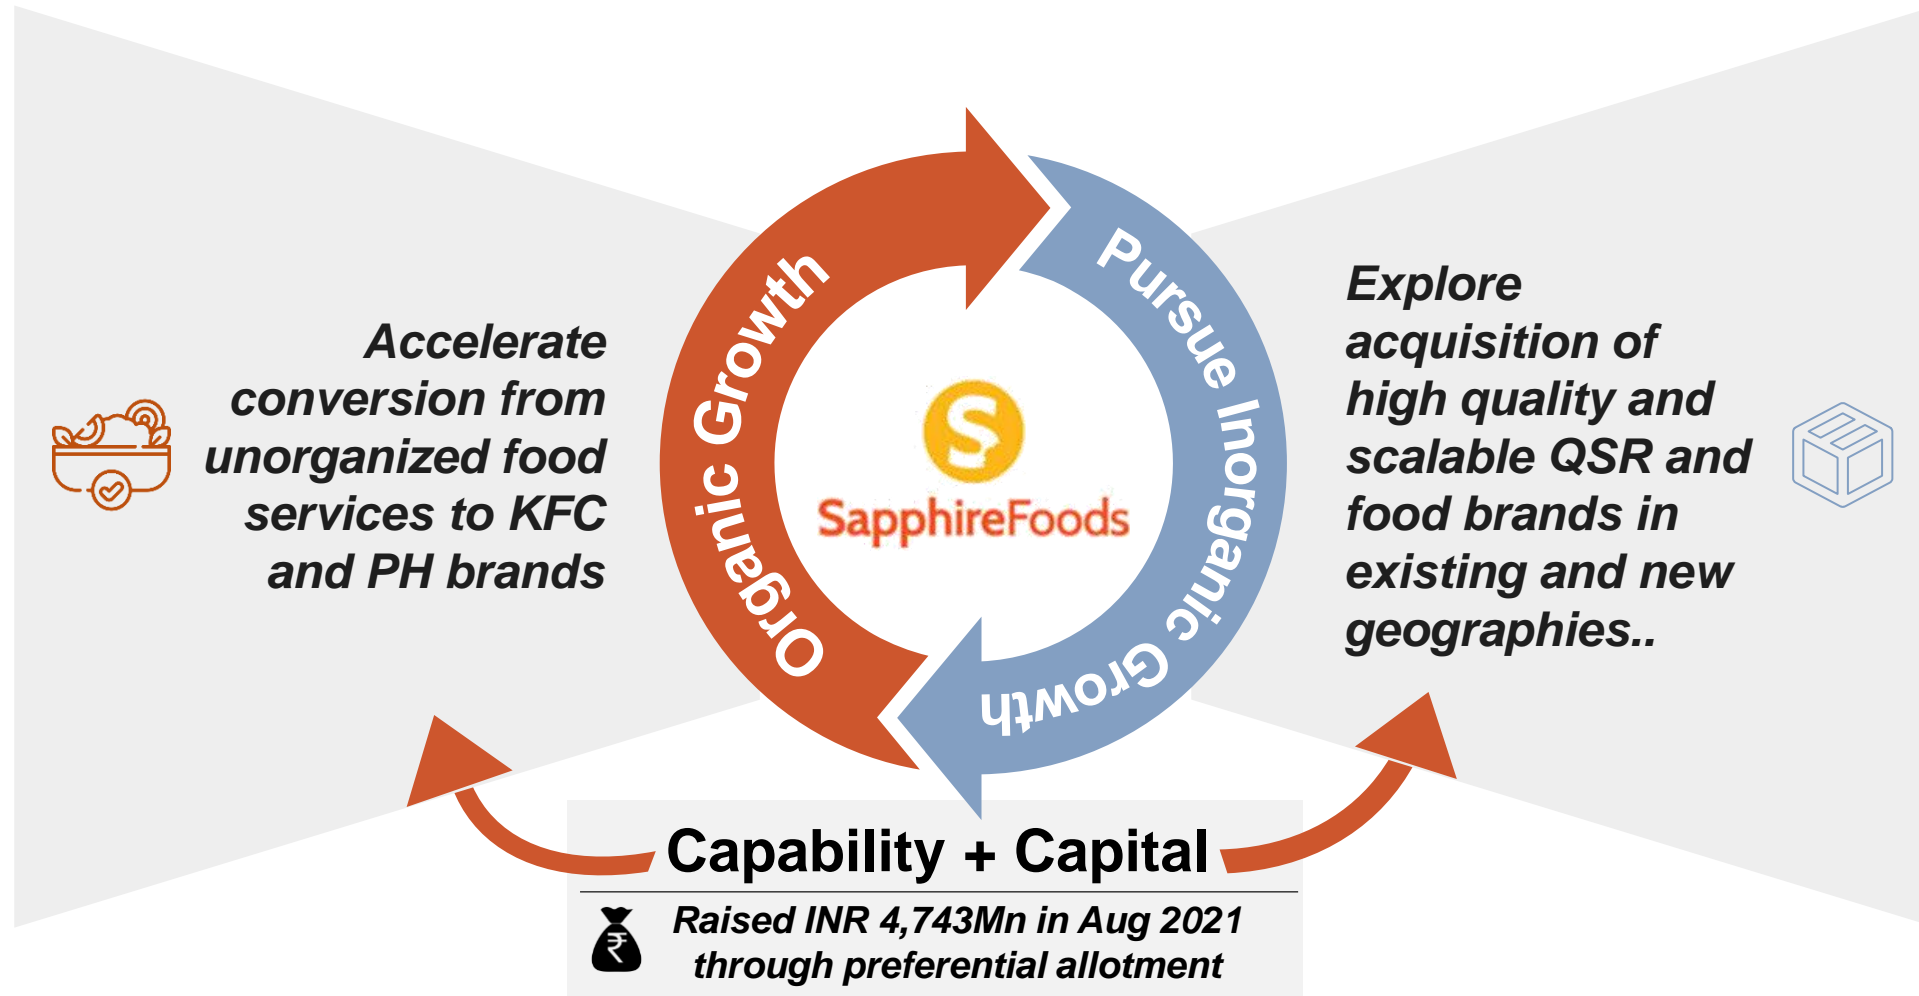 Accelerate
conversion from
unorganized food
services to KFC
and PH brands
Organic Growth
Pursue Inorganic Growth
SapphireFoods
Explore
acquisition of
high quality and
scalable QSR and
food brands in
existing and new
geographies..
Capability + Capital
Raised INR 4,743Mn in Aug 2021
through preferential allotment